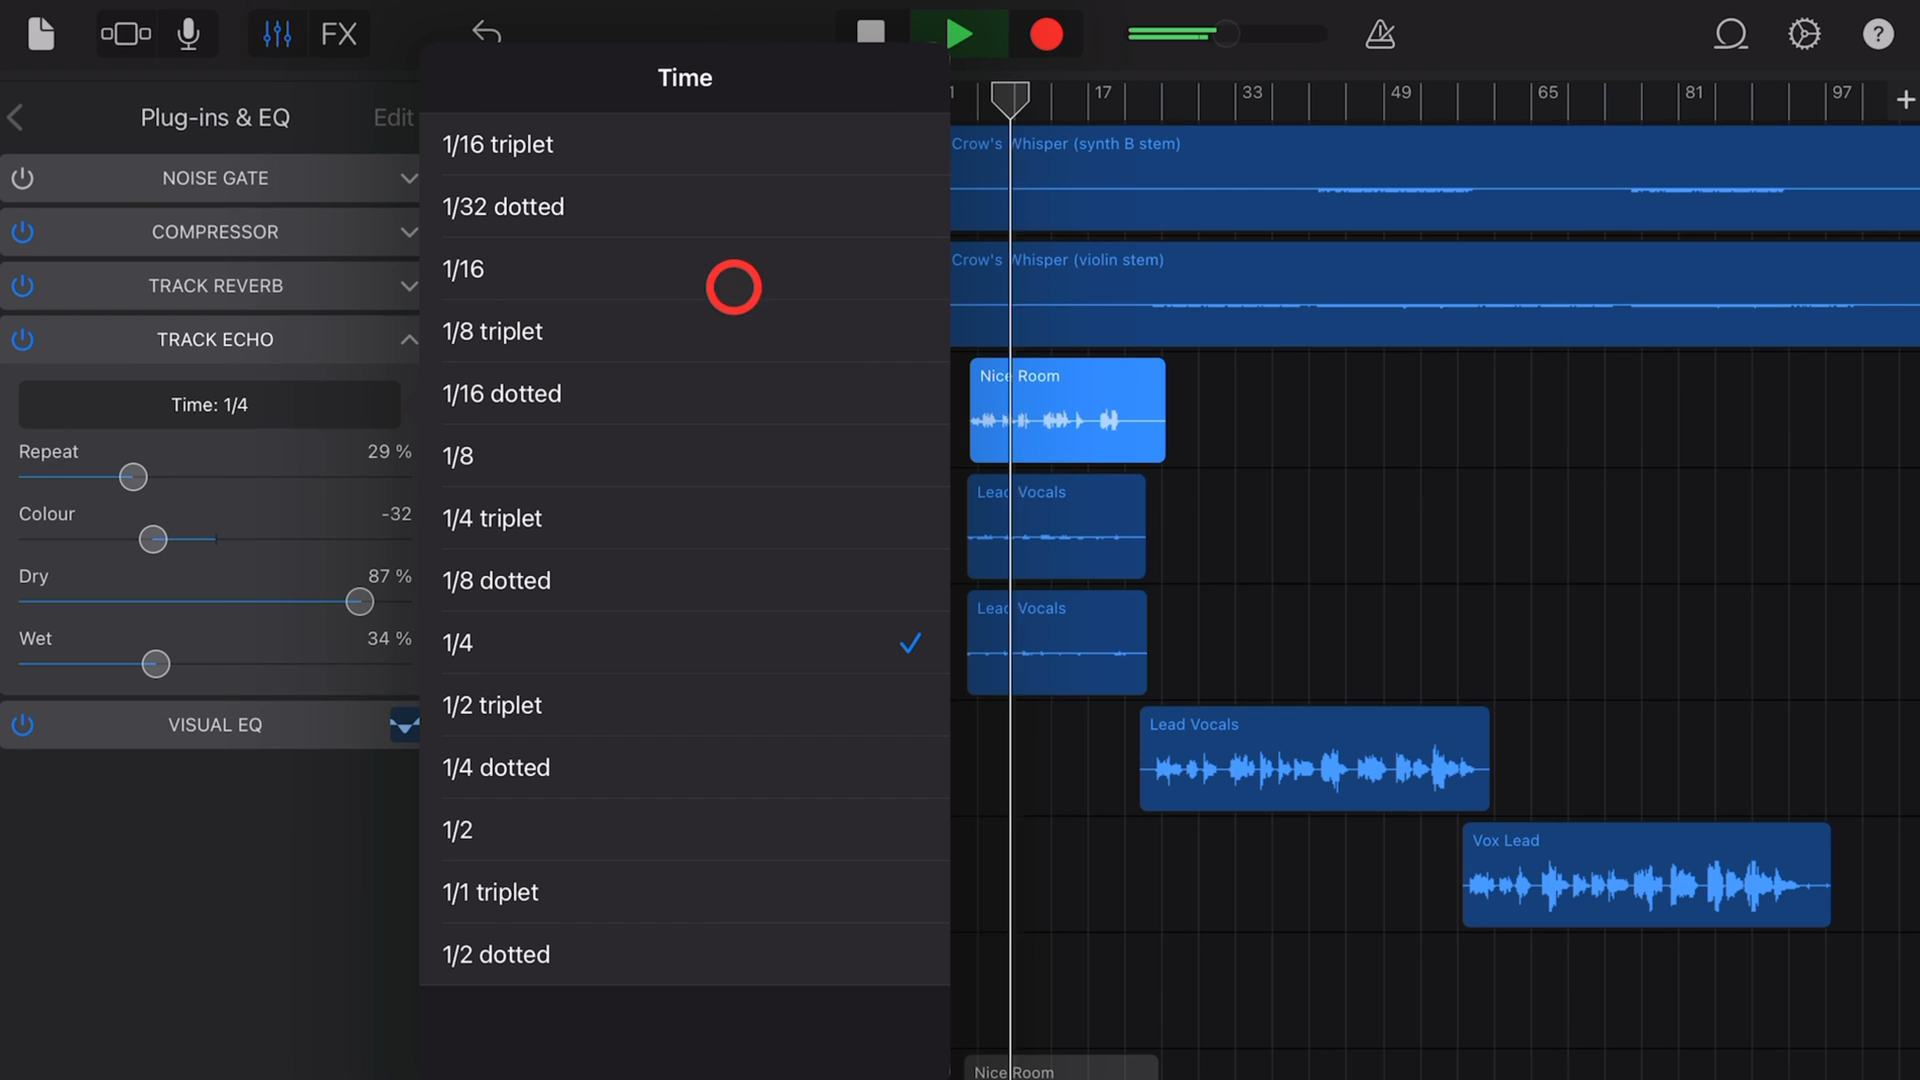 FX
?
Plug-ins & EQ
Edit
NOISE GATE
COMPRESSOR
TRACK REVERB
TRACK ECHO
Time: 1/4
Repeat
29 %
Colour
-32
Dry
87 %
Wet
34 %
VISUAL EQ
Time
1/16 triplet
1/32 dotted
1/16
1/8 triplet
1/16 dotted
1/8
1/4 triplet
1/8 dotted
1/4
1/2 triplet
1/4 dotted
1/2
1/1 triplet
1/2 dotted
1 17 33 49 65 81 97
Crow's Whisper (synth B stem)
Crow's Whisper (violin stem)
Nice Room
Lead Vocals
Lead Vocals
Lead Vocals
Vox Lead
Nice Room